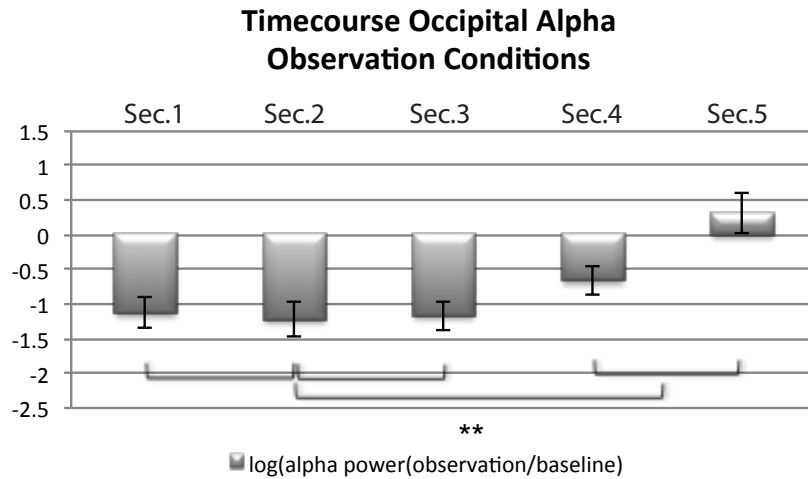 Timecourse Occipital Alpha
Observation Conditions
Sec.1 Sec.2 Sec.3 Sec.4 Sec.5
1.5
1
0.5
0
-0.5
-1
-1.5
-2
-2.5
**
log(alpha power(observation/baseline)